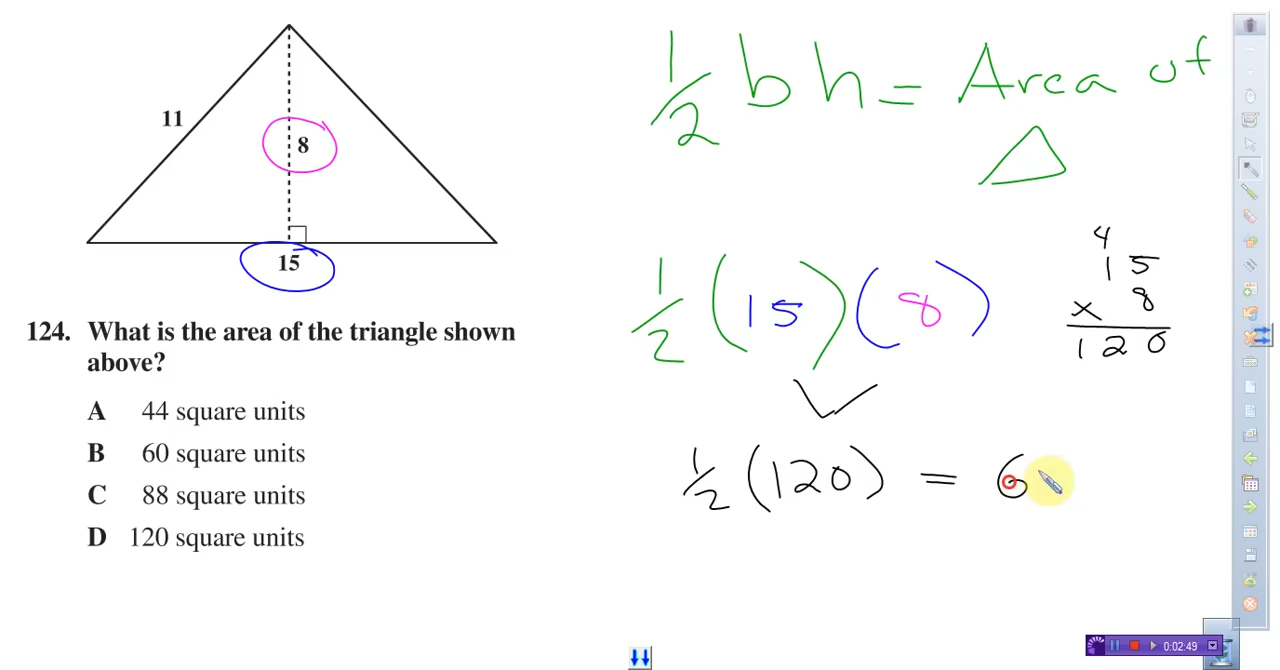 11
8
15
124. What is the area of the triangle shown
above?
A 44 square units
B 60 square units
C 88 square units
D 120 square units
1/2 b h = Area of
△
1/2 (15)(8)
4
15
x 8
120
1/2 (120) = 6
0:02:49